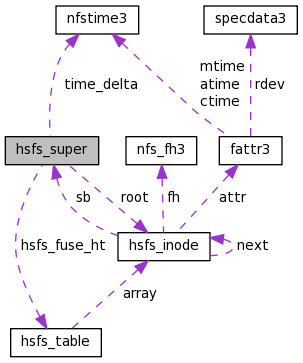 nfstime3
specdata3
mtime
atime
ctime
time_delta
rdev
hsfs_super
nfs_fh3
fattr3
sb
root
fh
attr
hsfs_fuse_ht
hsfs_inode
next
array
hsfs_table